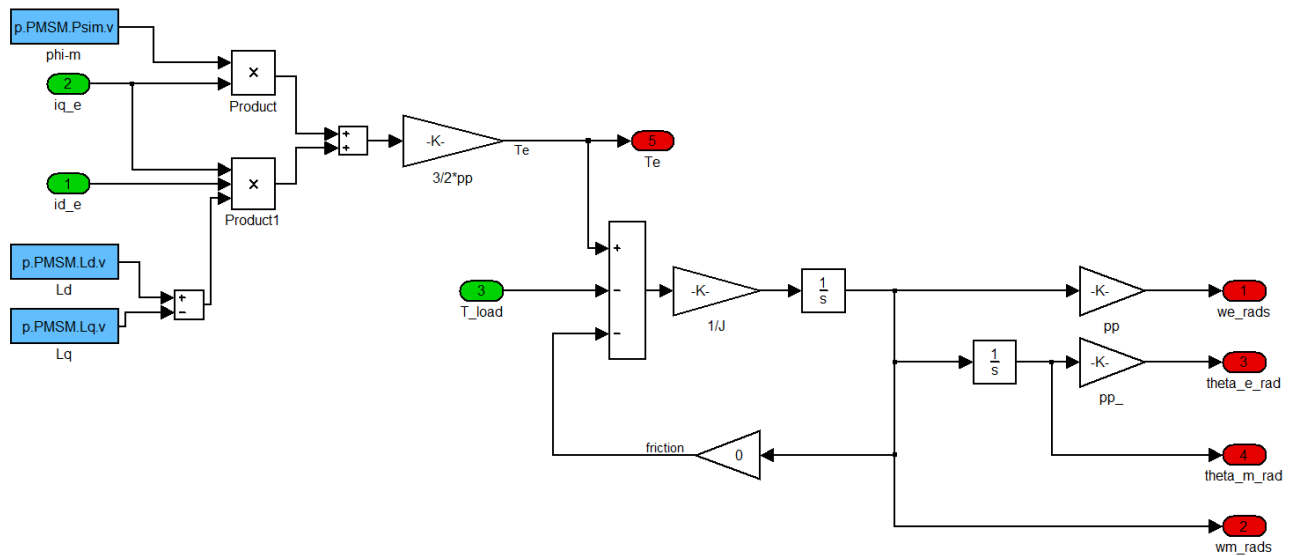 p.PMSM.Psim.v
phi-m
2
iq_e
×
Product
1
id_e
×
Product1
p.PMSM.Ld.v
Ld
p.PMSM.Lq.v
Lq
+
−
+
+
-K-
3/2*pp
Te
5
Te
3
T_load
+
−
−
-K-
1/J
1
s
-K-
pp
1
we_rads
1
s
-K-
pp_
3
theta_e_rad
friction
0
4
theta_m_rad
2
wm_rads